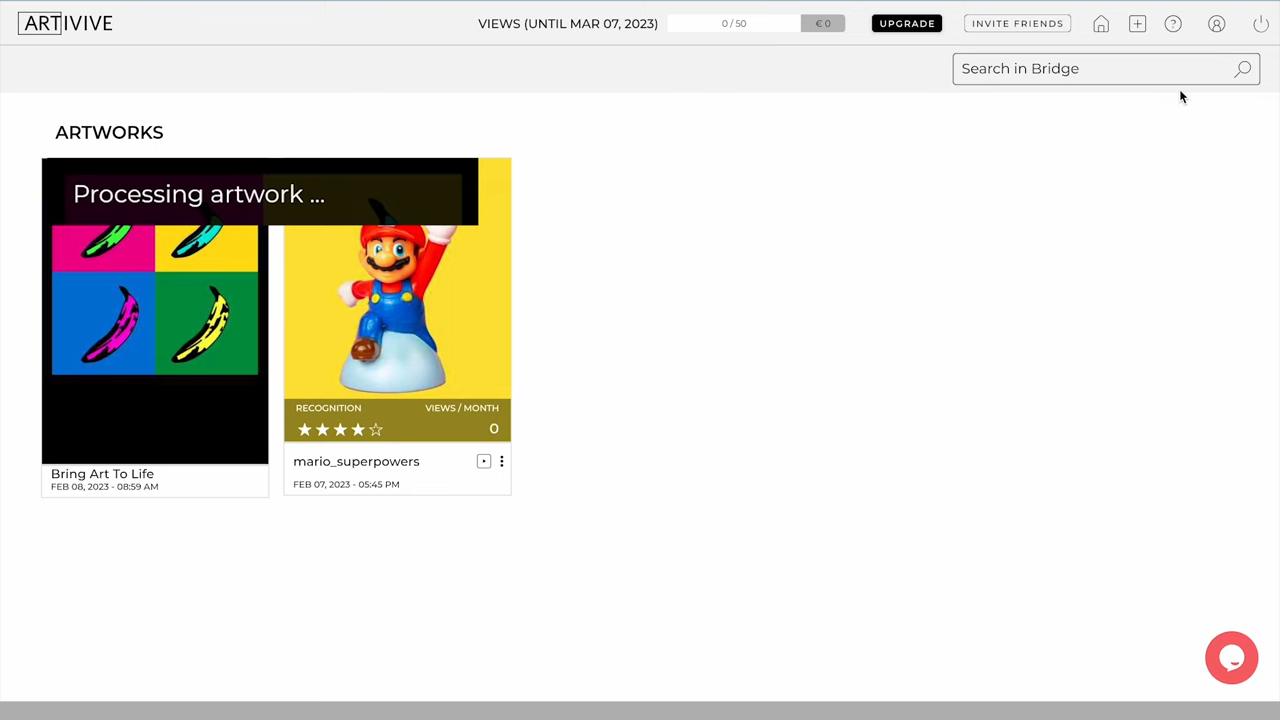 ARTIVIVE
VIEWS (UNTIL MAR 07, 2023)
0 / 50
€ 0
UPGRADE
INVITE FRIENDS
?
Search in Bridge
ARTWORKS
Processing artwork ...
RECOGNITION
VIEWS / MONTH
0
Bring Art To Life
FEB 08, 2023 - 08:59 AM
mario_superpowers
FEB 07, 2023 - 05:45 PM